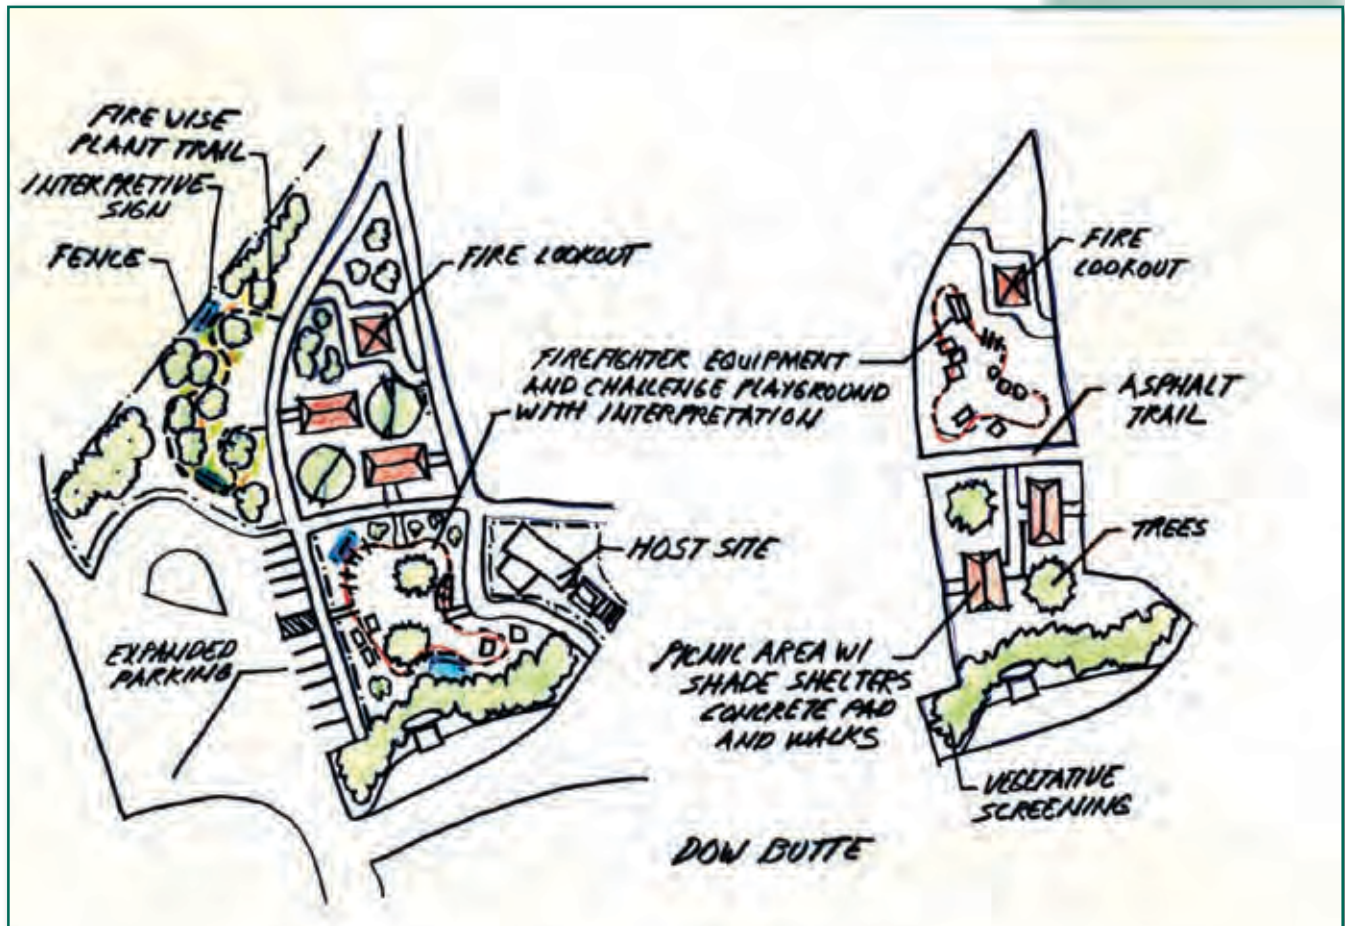 FIRE WISE
PLANT TRAIL
INTERPRETIVE
SIGN
FENCE
FIRE LOOKOUT
FIRE
LOOKOUT
FIREFIGHTER EQUIPMENT
AND CHALLENGE PLAYGROUND
WITH INTERPRETATION
ASPHALT
TRAIL
HOST SITE
TREES
EXPANDED
PARKING
PICNIC AREA W/
SHADE SHELTERS
CONCRETE PAD
AND WALKS
VEGETATIVE
SCREENING
DOW BUTTE